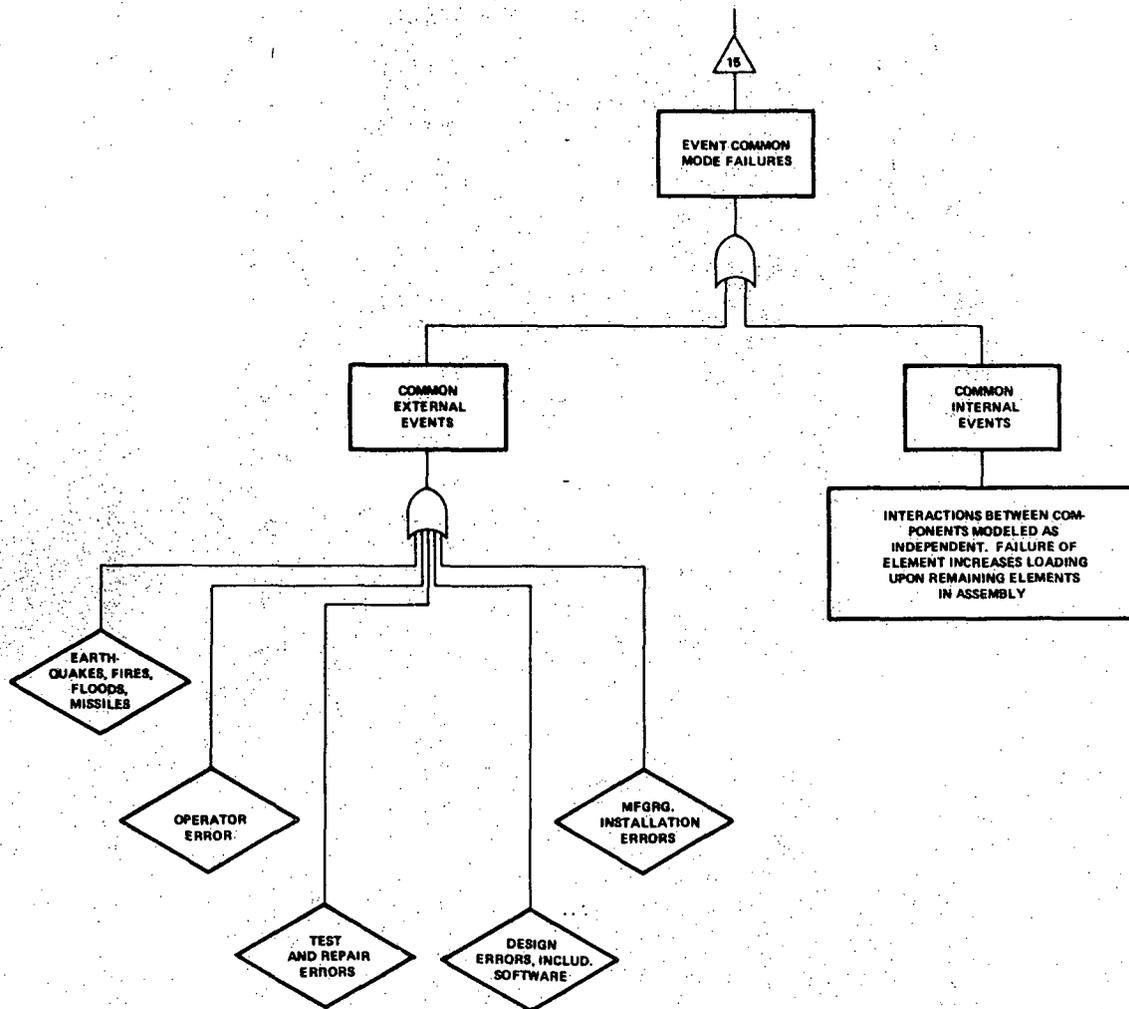 15
EVENT COMMON
MODE FAILURES
COMMON
EXTERNAL
EVENTS
COMMON
INTERNAL
EVENTS
INTERACTIONS BETWEEN COM-
PONENTS MODELED AS
INDEPENDENT. FAILURE OF
ELEMENT INCREASES LOADING
UPON REMAINING ELEMENTS
IN ASSEMBLY
EARTH-
QUAKES, FIRES,
FLOODS,
MISSILES
OPERATOR
ERROR
MFGRG.
INSTALLATION
ERRORS
TEST
AND REPAIR
ERRORS
DESIGN
ERRORS, INCLUD.
SOFTWARE